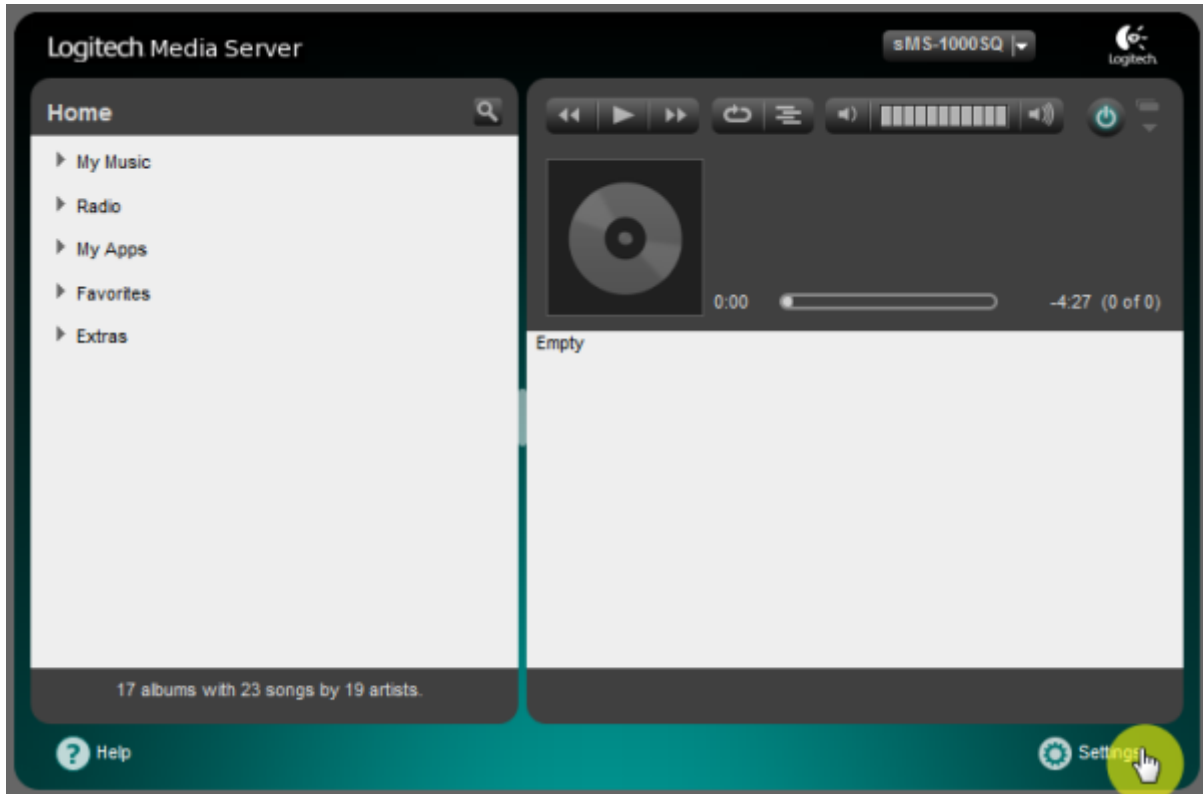 Logitech Media Server
sMS-1000SQ
Logitech
Home
My Music
Radio
My Apps
Favorites
Extras
0:00
-4:27 (0 of 0)
Empty
17 albums with 23 songs by 19 artists.
? Help
Settings